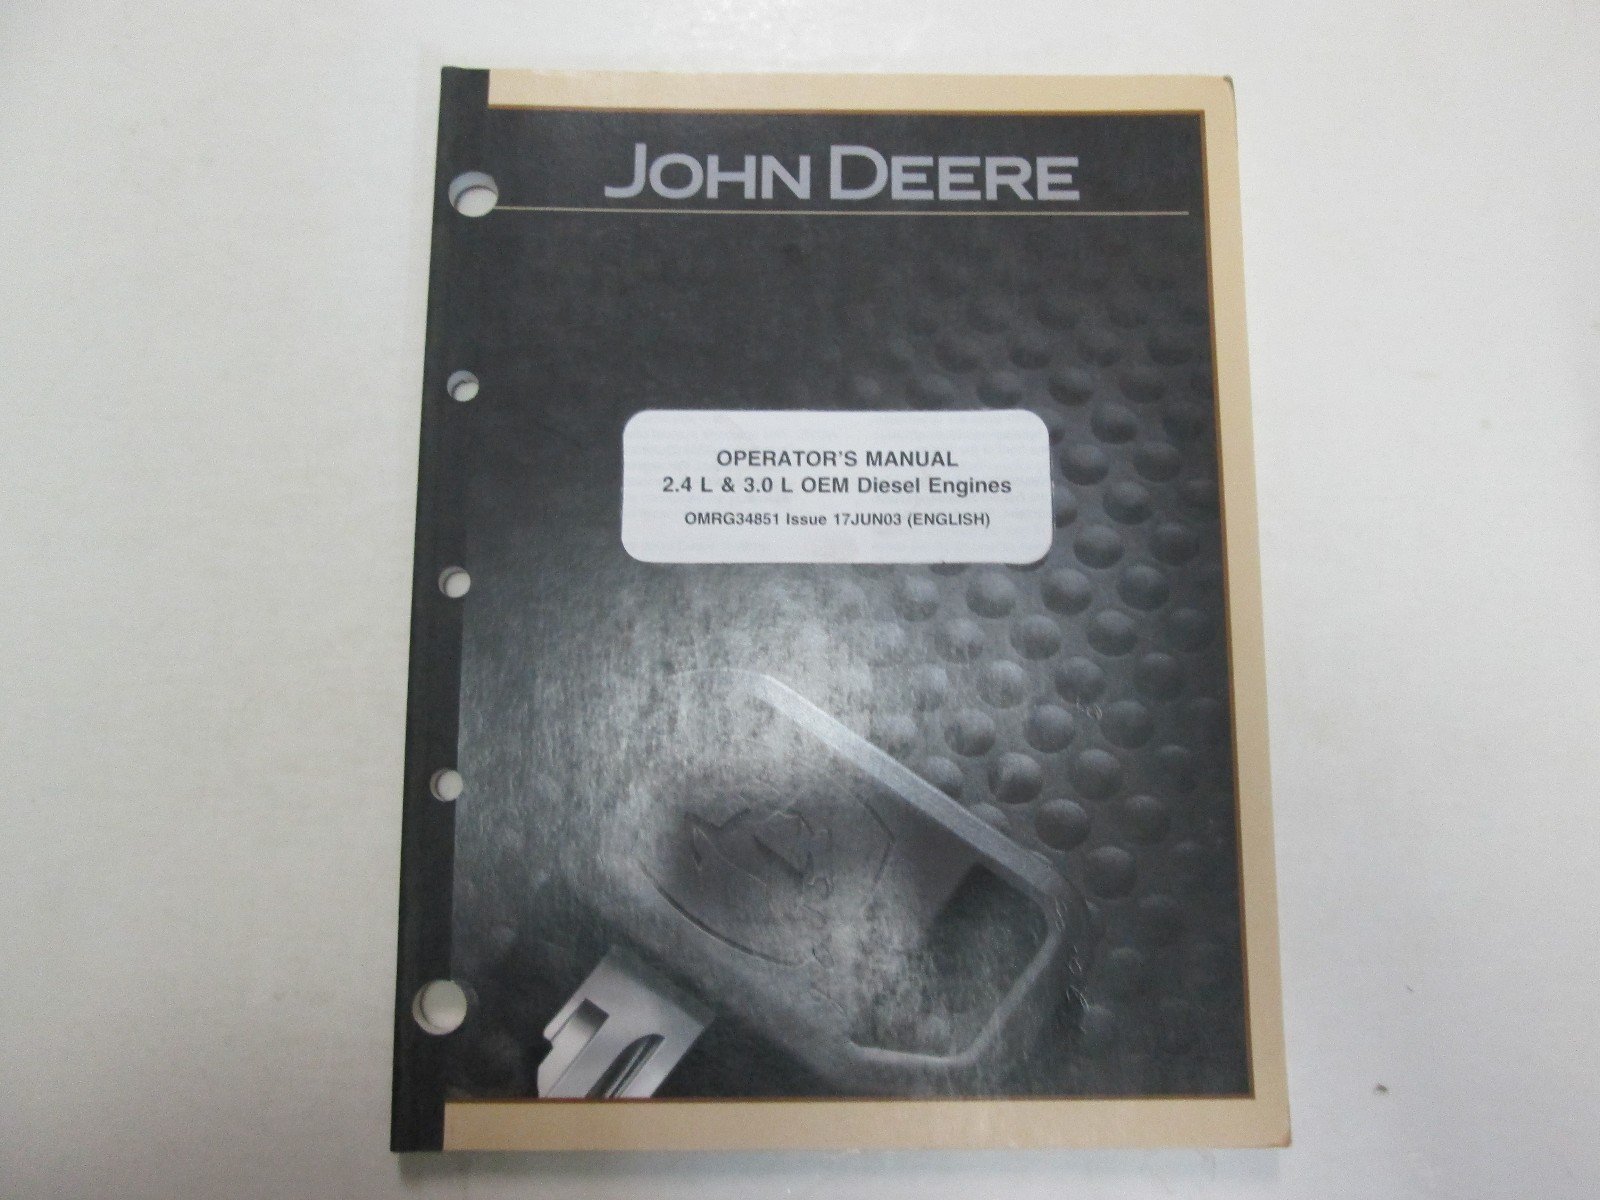 JOHN DEERE
OPERATOR'S MANUAL
2.4 L & 3.0 L OEM Diesel Engines
OMRG34851 Issue 17JUN03 (ENGLISH)